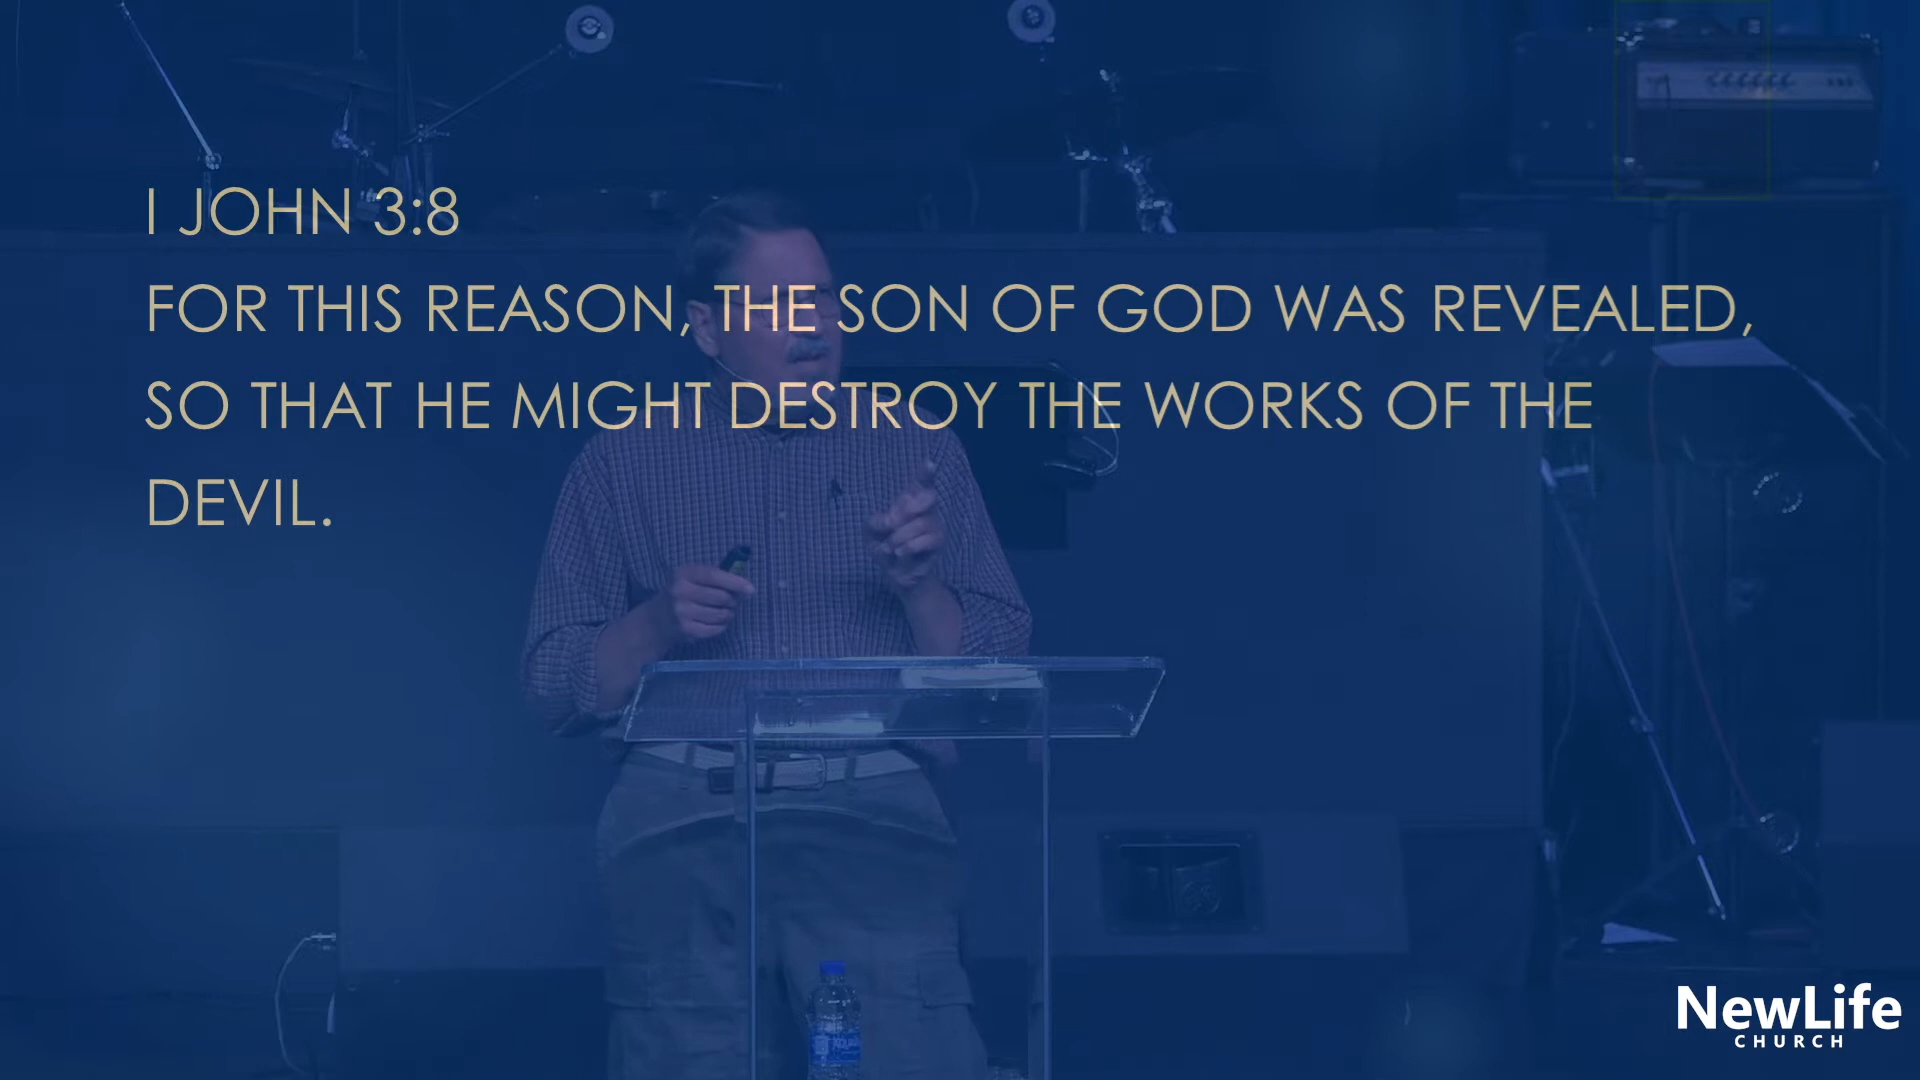 I JOHN 3:8
FOR THIS REASON, THE SON OF GOD WAS REVEALED,
SO THAT HE MIGHT DESTROY THE WORKS OF THE
DEVIL.
NewLife
CHURCH